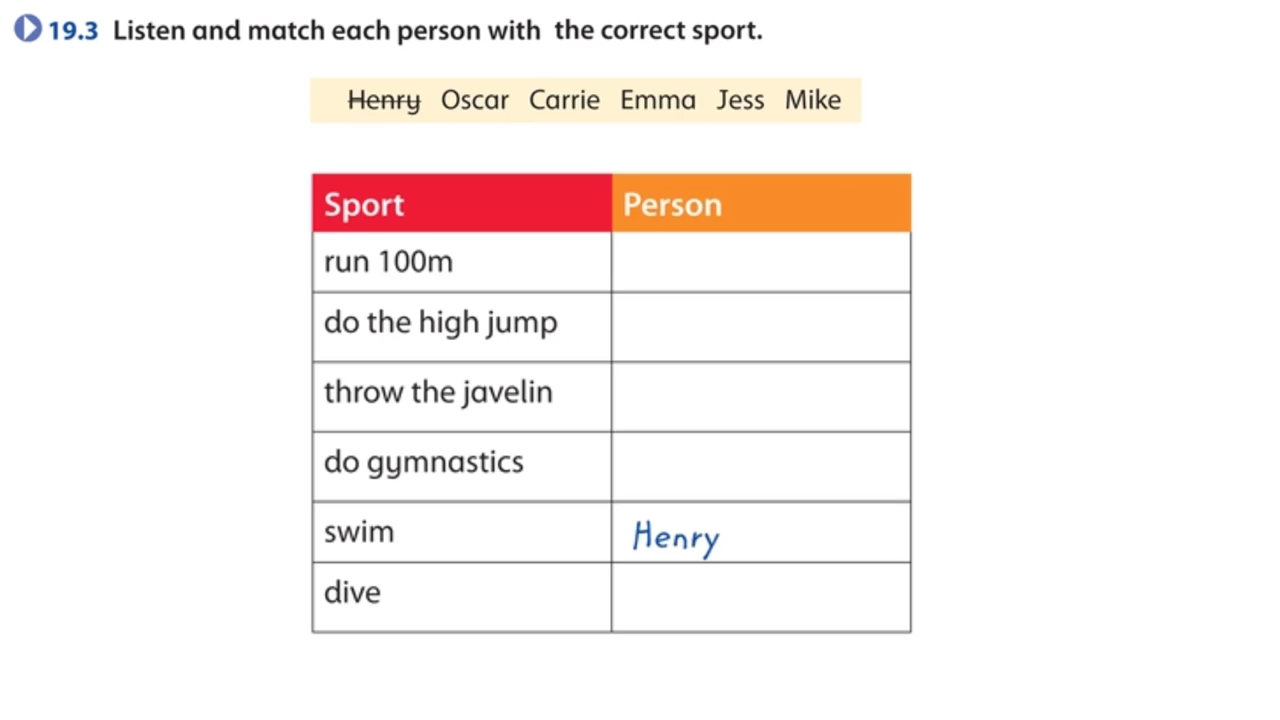 19.3 Listen and match each person with the correct sport.
Henry Oscar Carrie Emma Jess Mike
Sport Person
run 100m
do the high jump
throw the javelin
do gymnastics
swim Henry
dive